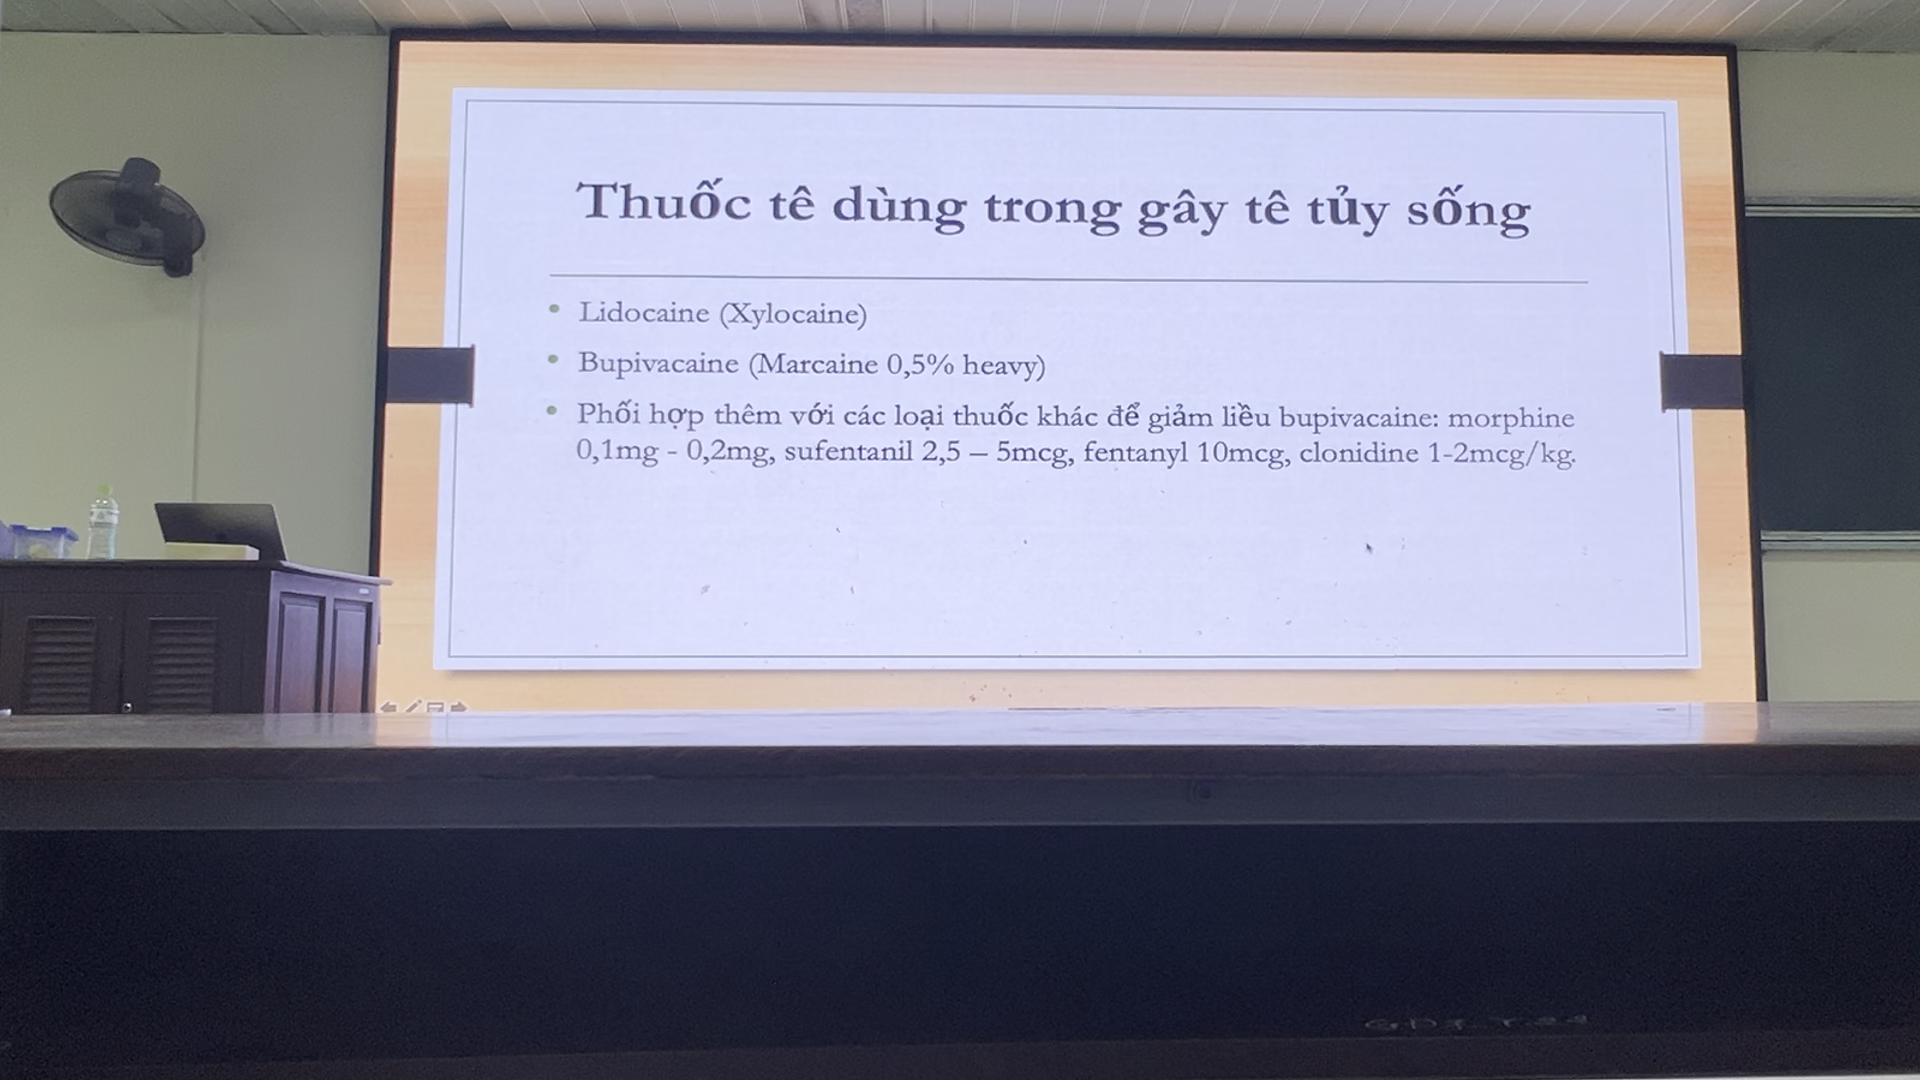 Thuốc tê dùng trong gây tê tủy sống
• Lidocaine (Xylocaine)
• Bupivacaine (Marcaine 0,5% heavy)
• Phối hợp thêm với các loại thuốc khác để giảm liều bupivacaine: morphine
0,1mg - 0,2mg, sufentanil 2,5 – 5mcg, fentanyl 10mcg, clonidine 1-2mcg/kg.